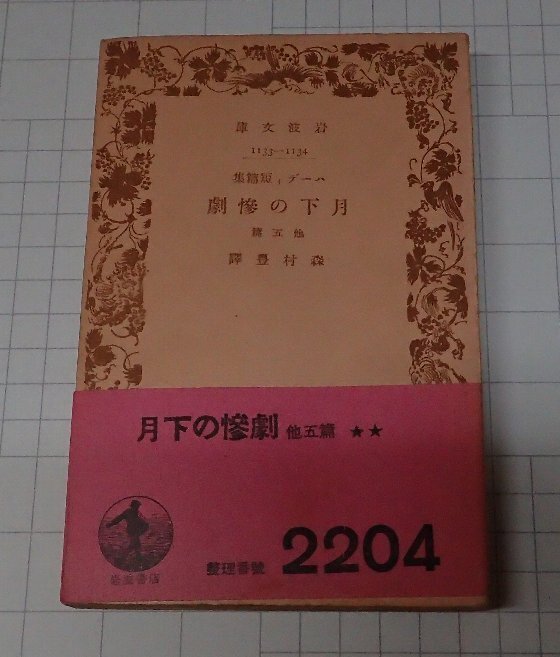 庫文波岩
1133—1134
集篇短ィデーハ
劇惨の下月
篇五他
譯豊村森
月下の惨劇 他五篇 ★★
岩波書店
整理番號 2204